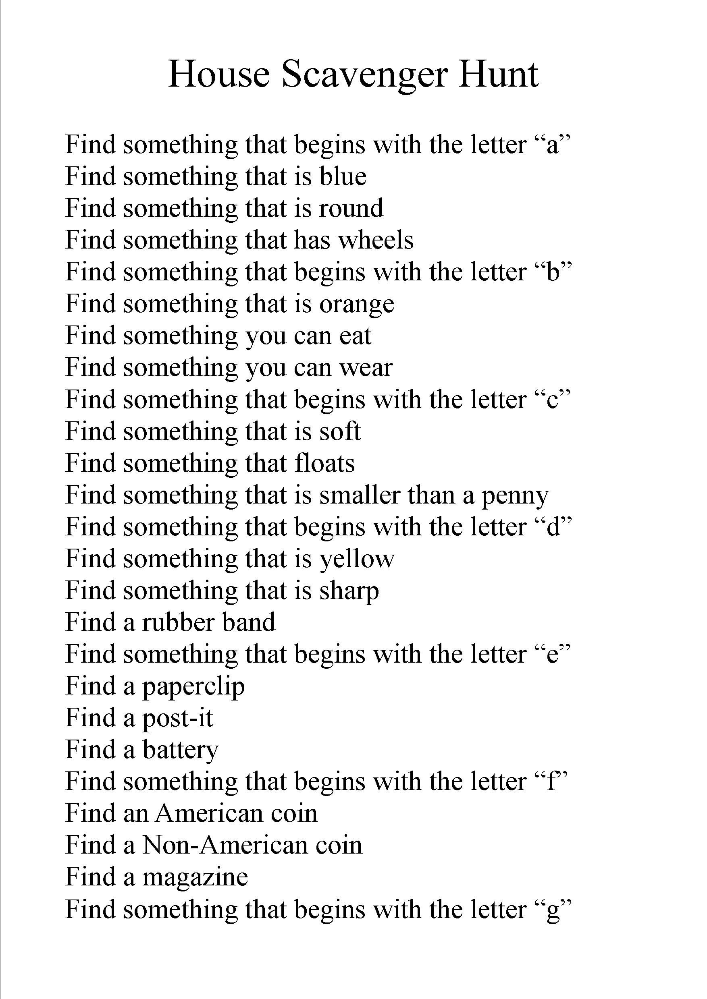 House Scavenger Hunt
Find something that begins with the letter “a”
Find something that is blue
Find something that is round
Find something that has wheels
Find something that begins with the letter “b”
Find something that is orange
Find something you can eat
Find something you can wear
Find something that begins with the letter “c”
Find something that is soft
Find something that floats
Find something that is smaller than a penny
Find something that begins with the letter “d”
Find something that is yellow
Find something that is sharp
Find a rubber band
Find something that begins with the letter “e”
Find a paperclip
Find a post-it
Find a battery
Find something that begins with the letter “f”
Find an American coin
Find a Non-American coin
Find a magazine
Find something that begins with the letter “g”